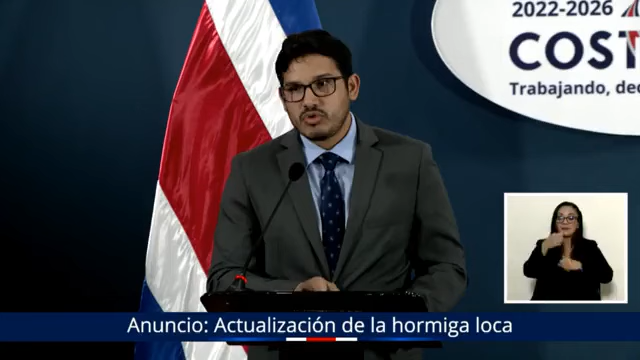 2022-2026
COST
Trabajando, dec
Anuncio: Actualización de la hormiga loca